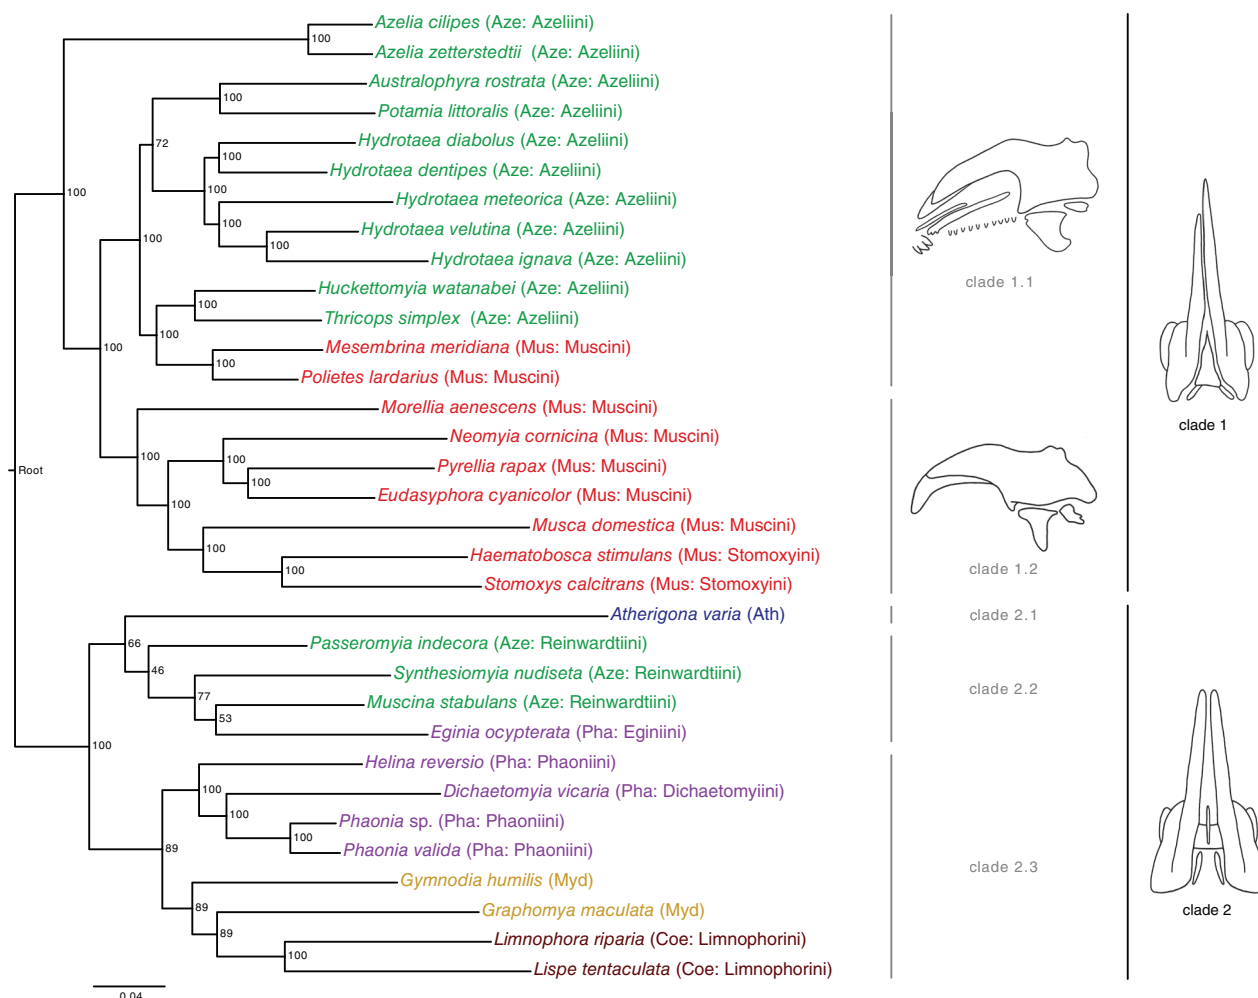 Azelia cilipes (Aze: Azeliini)
100
Azelia zetterstedtii (Aze: Azeliini)
Australophyra rostrata (Aze: Azeliini)
100
Potamia littoralis (Aze: Azeliini)
72
Hydrotaea diabolus (Aze: Azeliini)
100
Hydrotaea dentipes (Aze: Azeliini)
100
100
Hydrotaea meteorica (Aze: Azeliini)
100
Hydrotaea velutina (Aze: Azeliini)
100
100
Hydrotaea ignava (Aze: Azeliini)
clade 1.1
Huckettomyia watanabei (Aze: Azeliini)
100
Thricops simplex (Aze: Azeliini)
100
100
Mesembrina meridiana (Mus: Muscini)
100
Polietes lardarius (Mus: Muscini)
Morellia aenescens (Mus: Muscini)
clade 1
Neomyia cornicina (Mus: Muscini)
100
100
Pyrellia rapax (Mus: Muscini)
Root
100
Eudasyphora cyanicolor (Mus: Muscini)
100
Musca domestica (Mus: Muscini)
100
Haematobosca stimulans (Mus: Stomoxyini)
100
clade 1.2
Stomoxys calcitrans (Mus: Stomoxyini)
Atherigona varia (Ath)
clade 2.1
66
Passeromyia indecora (Aze: Reinwardtiini)
46
Synthesiomyia nudiseta (Aze: Reinwardtiini)
clade 2.2
77
Muscina stabulans (Aze: Reinwardtiini)
53
Eginia ocypterata (Pha: Eginiini)
100
Helina reversio (Pha: Phaoniini)
100
Dichaetomyia vicaria (Pha: Dichaetomyiini)
100
Phaonia sp. (Pha: Phaoniini)
100
89
Phaonia valida (Pha: Phaoniini)
clade 2.3
Gymnodia humilis (Myd)
89
Graphomya maculata (Myd)
clade 2
89
Limnophora riparia (Coe: Limnophorini)
100
Lispe tentaculata (Coe: Limnophorini)
0.04